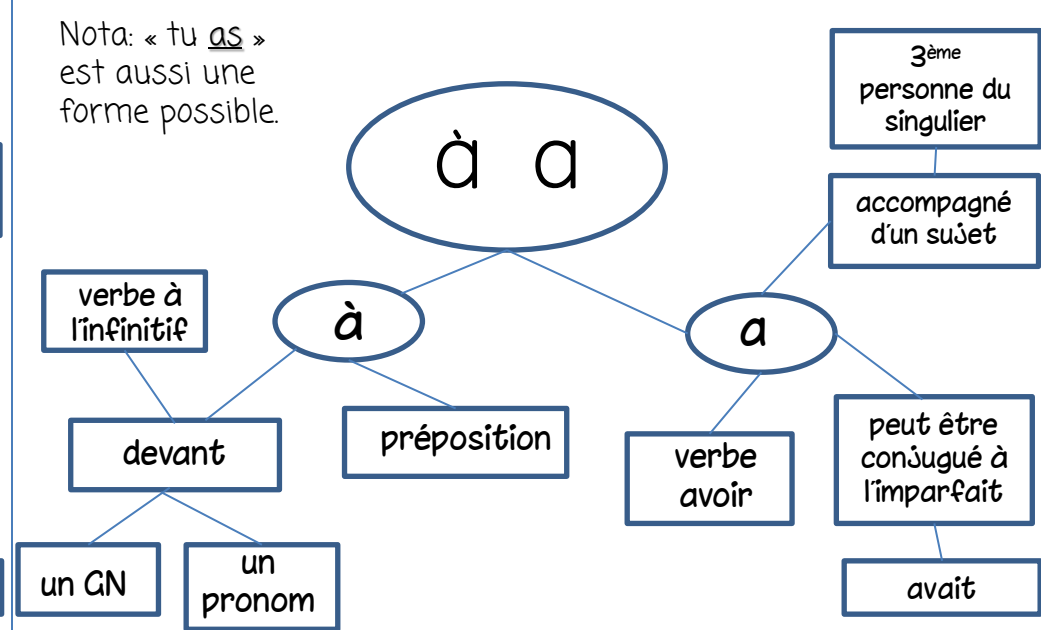 Nota: « tu as »
est aussi une
forme possible.
à a
3ème
personne du
singulier
accompagné
d'un sujet
verbe à
l'infinitif
à
a
devant
préposition
verbe
avoir
peut être
conjugué à
l'imparfait
un GN
un
pronom
avait